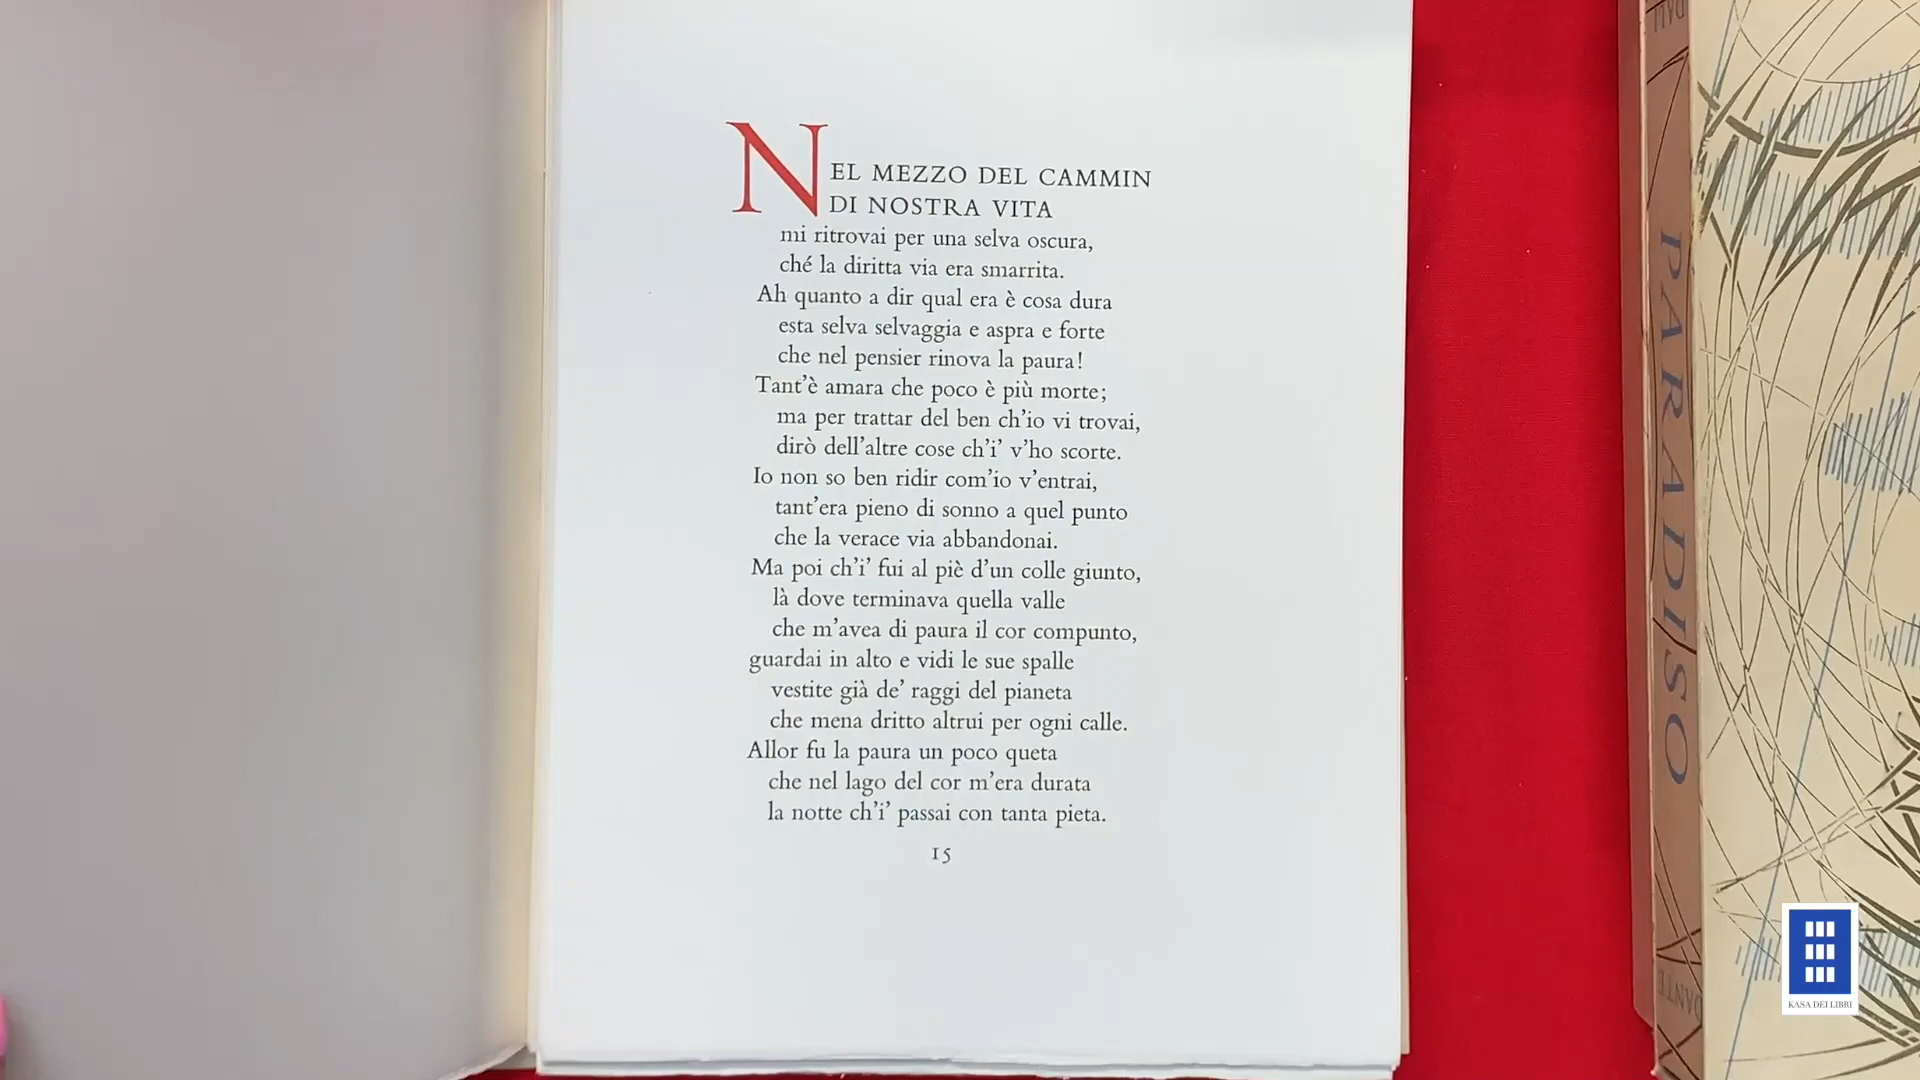 NEL MEZZO DEL CAMMIN
DI NOSTRA VITA
mi ritrovai per una selva oscura,
ché la diritta via era smarrita.
Ah quanto a dir qual era è cosa dura
esta selva selvaggia e aspra e forte
che nel pensier rinova la paura!
Tant'è amara che poco è più morte;
ma per trattar del ben ch'io vi trovai,
dirò dell'altre cose ch'i' v'ho scorte.
Io non so ben ridir com'io v'entrai,
tant'era pieno di sonno a quel punto
che la verace via abbandonai.
Ma poi ch'i' fui al piè d'un colle giunto,
là dove terminava quella valle
che m'avea di paura il cor compunto,
guardai in alto e vidi le sue spalle
vestite già de' raggi del pianeta
che mena dritto altrui per ogni calle.
Allor fu la paura un poco queta
che nel lago del cor m'era durata
la notte ch'i' passai con tanta pieta.
15
DALI
PARADISO
DANTE
KASA DEI LIBRI